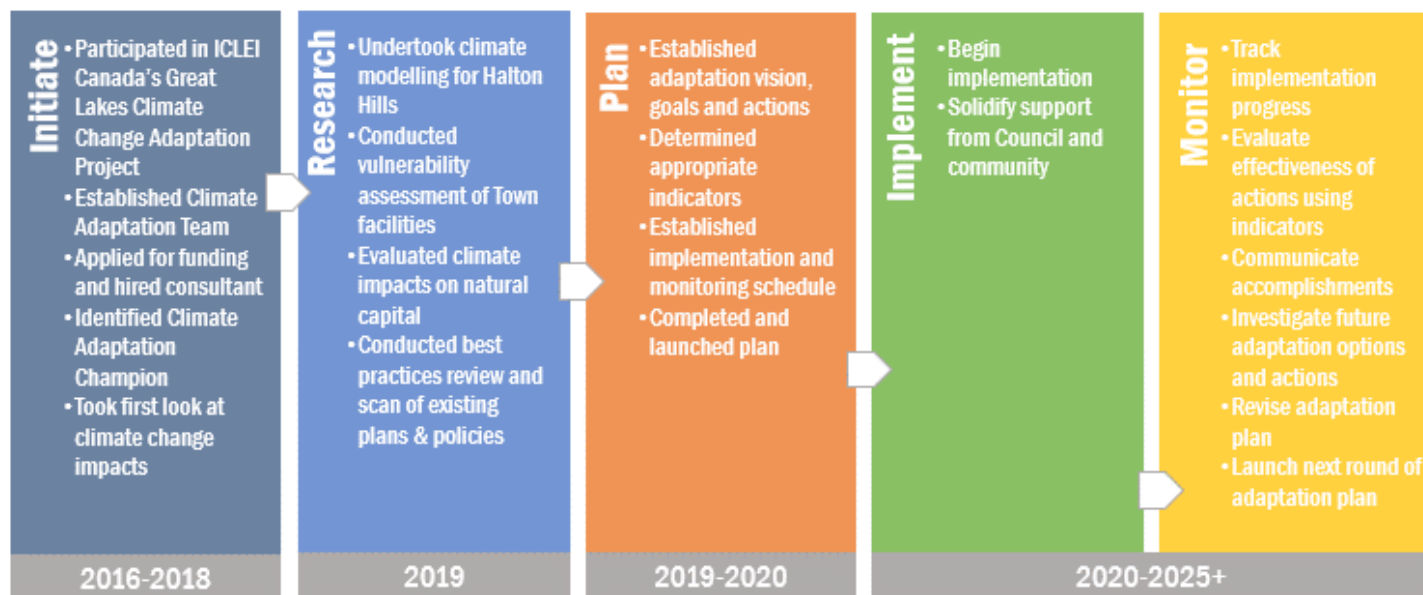 Initiate
• Participated in ICLEI
Canada's Great
Lakes Climate
Change Adaptation
Project
• Established Climate
Adaptation Team
• Applied for funding
and hired consultant
• Identified Climate
Adaptation
Champion
• Took first look at
climate change
impacts
2016-2018
Research
• Undertook climate
modelling for Halton
Hills
• Conducted
vulnerability
assessment of Town
facilities
• Evaluated climate
impacts on natural
capital
• Conducted best
practices review and
scan of existing
plans & policies
2019
Plan
• Established
adaptation vision,
goals and actions
• Determined
appropriate
indicators
• Established
implementation and
monitoring schedule
• Completed and
launched plan
2019-2020
Implement
• Begin
implementation
• Solidify support
from Council and
community
Monitor
• Track
implementation
progress
• Evaluate
effectiveness of
actions using
indicators
• Communicate
accomplishments
• Investigate future
adaptation options
and actions
• Revise adaptation
plan
• Launch next round of
adaptation plan
2020-2025+